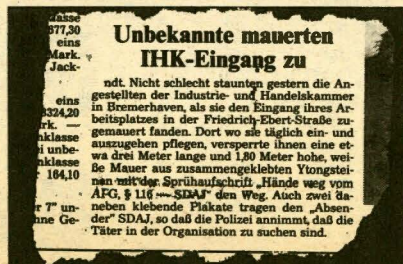 klasse
377,30
eins
Mark.
Jack-
eins
3324,20
rk. —
nklasse
i unbe-
nklasse
r 164,10
r 7" un-
hne Ge-
Unbekannte mauerten
IHK-Eingang zu
ndt. Nicht schlecht staunten gestern die An-
gestellten der Industrie- und Handelskammer
in Bremerhaven, als sie den Eingang ihres Ar-
beitsplatzes in der Friedrich-Ebert-Straße zu-
gemauert fanden. Dort wo sie täglich ein- und
auszugehen pflegen, versperrte ihnen eine et-
wa drei Meter lange und 1,80 Meter hohe, wei-
ße Mauer aus zusammengeklebten Ytongstei-
nen mit der Sprühaufschrift „Hände weg vom
AFG, § 116 — SDAJ" den Weg. Auch zwei da-
neben klebende Plakate tragen den „Absen-
der" SDAJ, so daß die Polizei annimmt, daß die
Täter in der Organisation zu suchen sind.